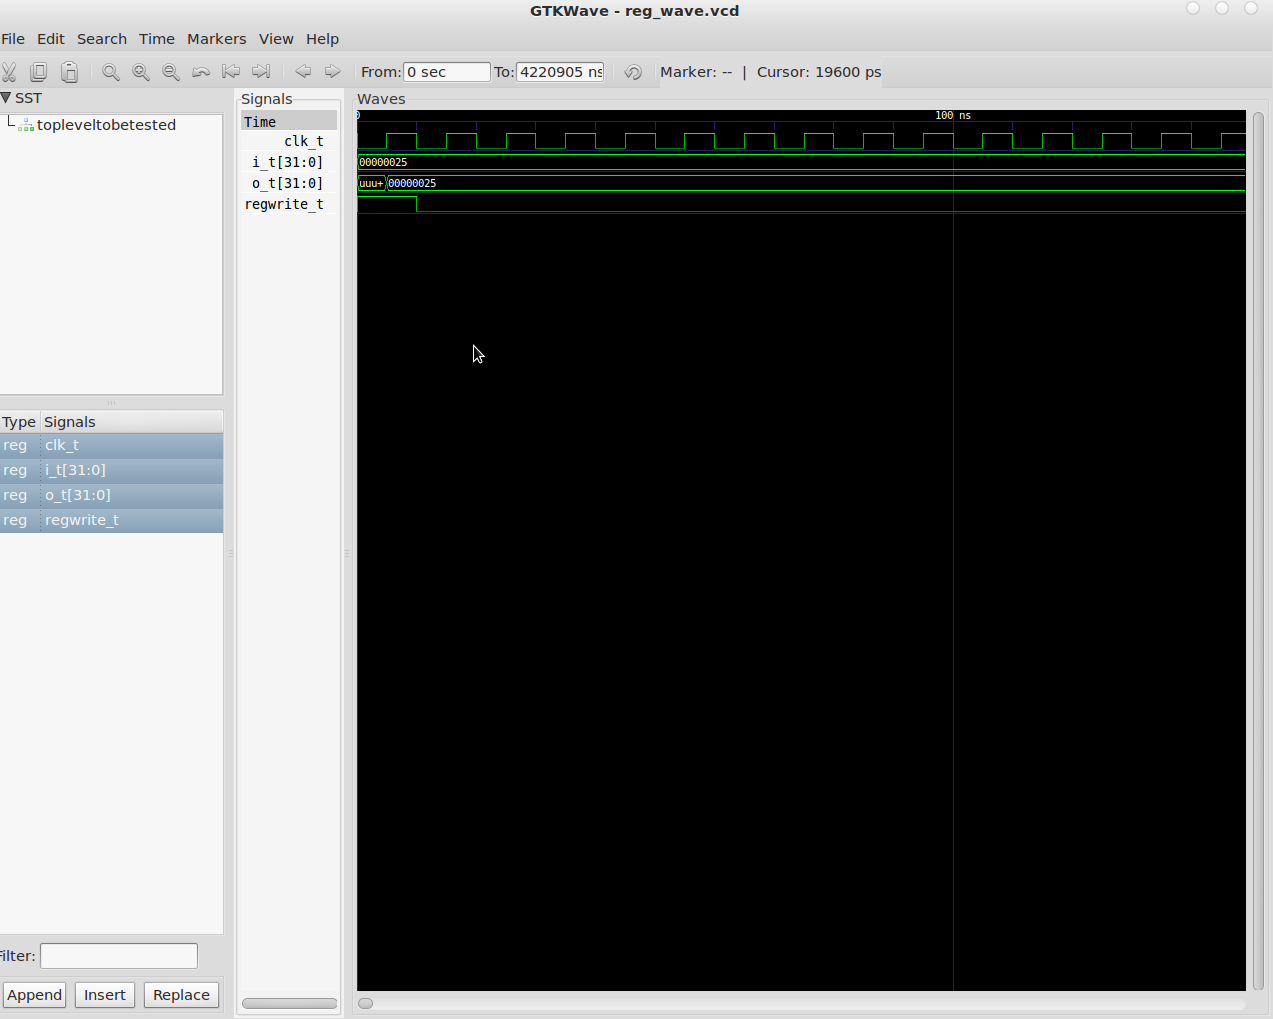 GTKWave - reg_wave.vcd
File Edit Search Time Markers View Help
From: 0 sec To: 4220905 ns Marker: -- | Cursor: 19600 ps
SST
topleveltobetested
Type Signals
reg clk_t
reg i_t[31:0]
reg o_t[31:0]
reg regwrite_t
Filter:
Append Insert Replace
Signals
Time
clk_t
i_t[31:0]
o_t[31:0]
regwrite_t
Waves
0 100 ns
00000025
uuu+ 00000025